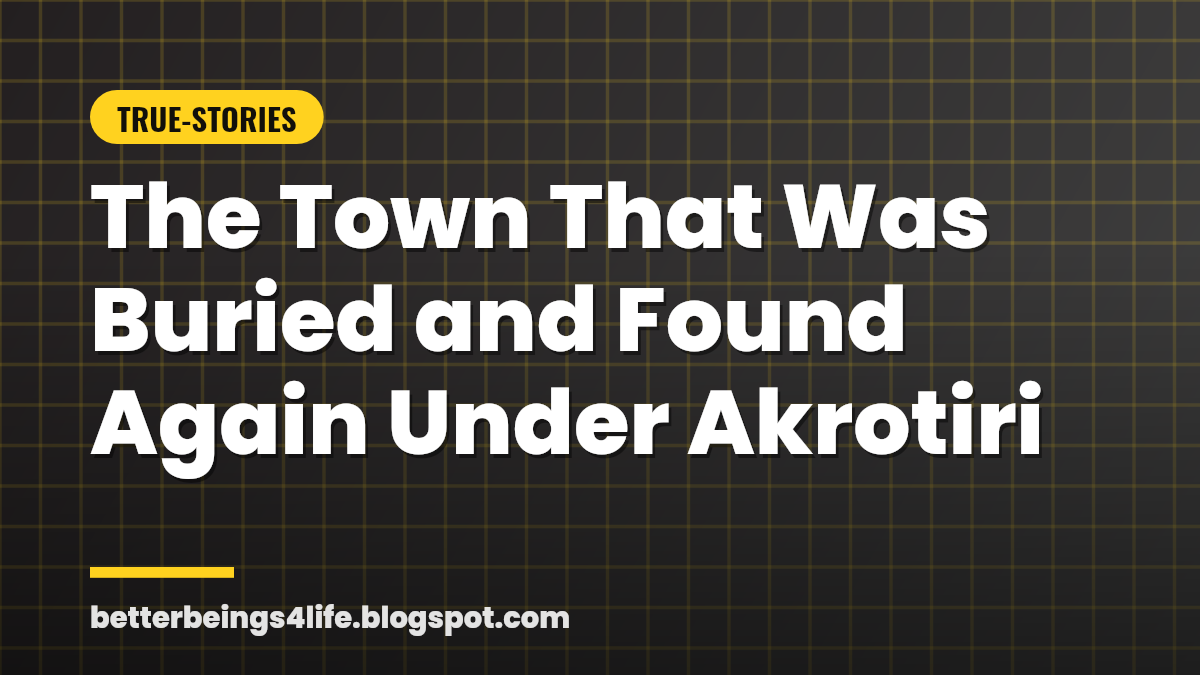 TRUE-STORIES
The Town That Was
Buried and Found
Again Under Akrotiri
betterbeings4life.blogspot.com